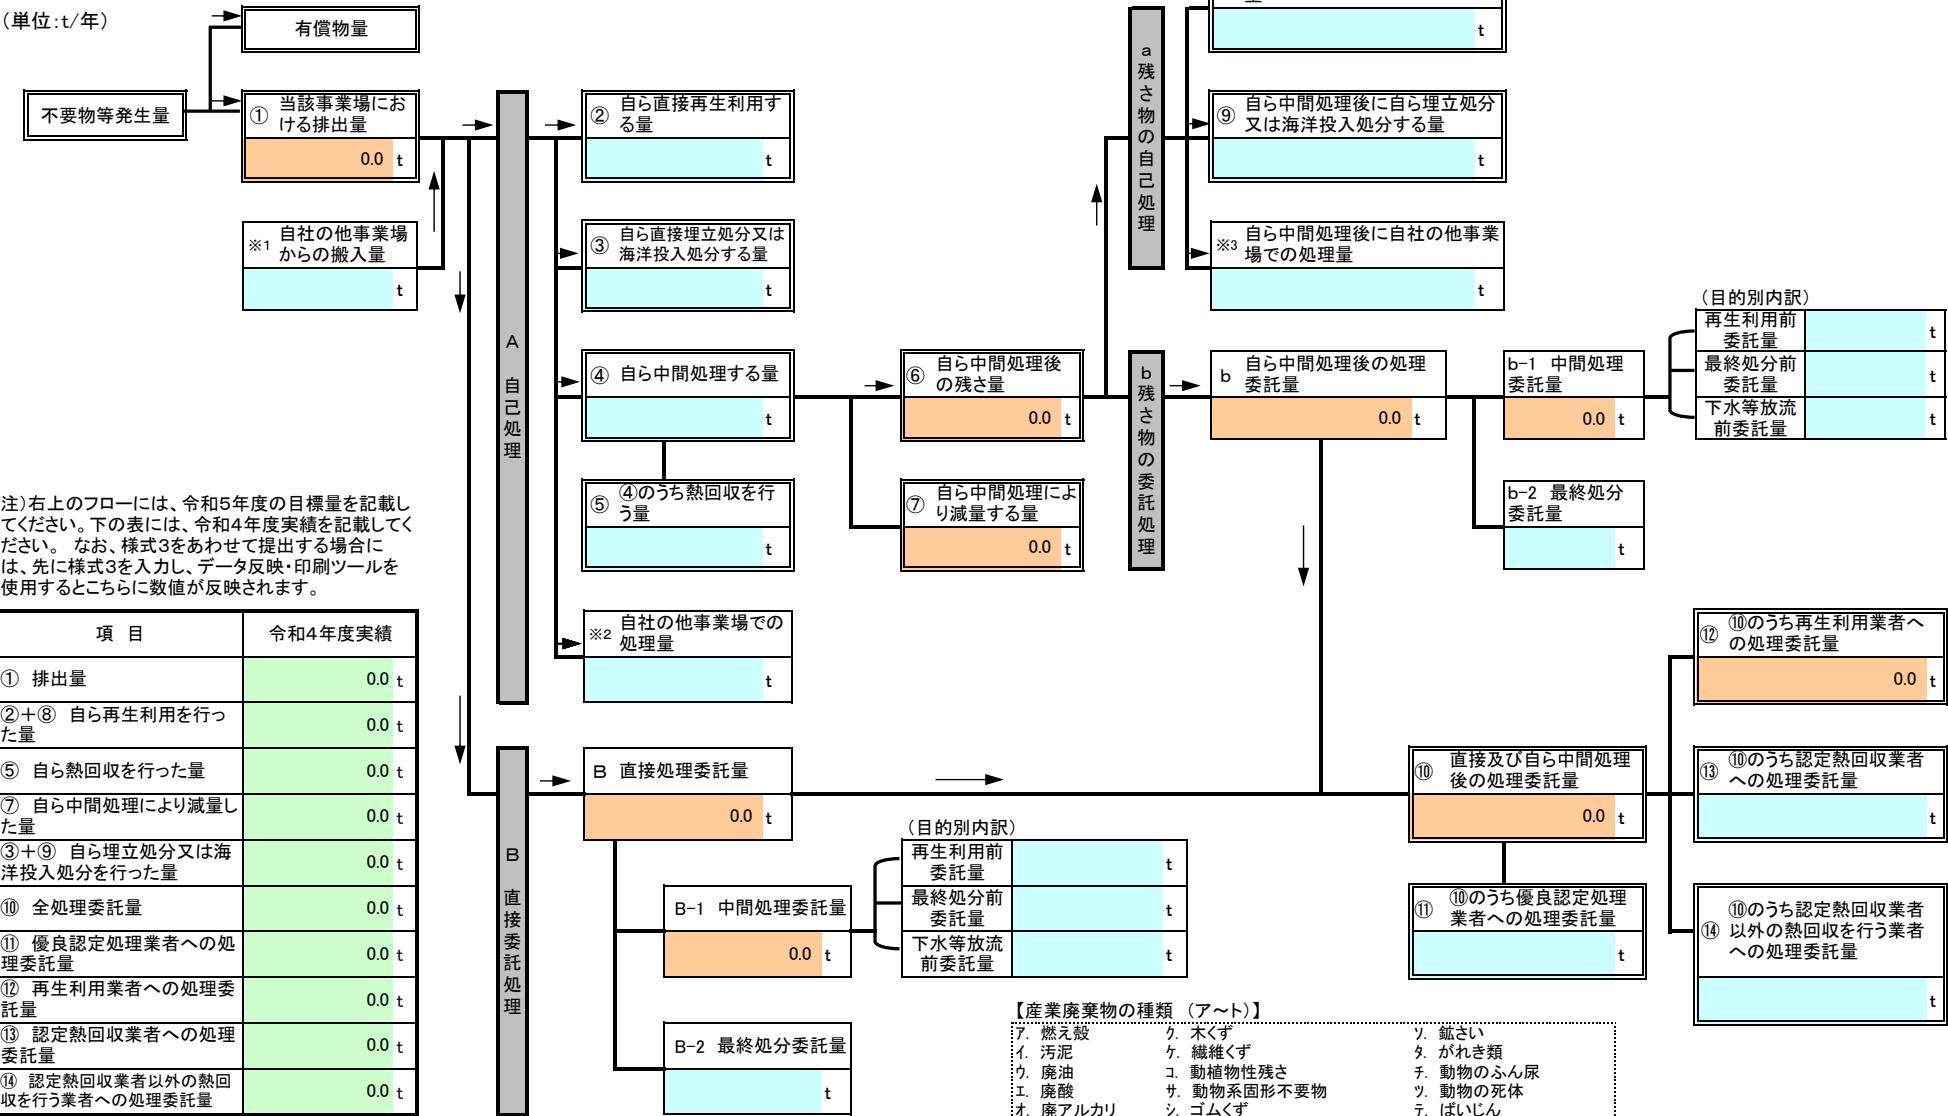 (単位:t/年)
有償物量
不要物等発生量
① 当該事業場にお
ける排出量
0.0 t
※1 自社の他事業場
からの搬入量
t
A 自己処理
② 自ら直接再生利用す
る量
t
③ 自ら直接埋立処分又は
海洋投入処分する量
t
④ 自ら中間処理する量
t
⑤ ④のうち熱回収を行
う量
t
※2 自社の他事業場での
処理量
t
⑥ 自ら中間処理後
の残さ量
0.0 t
⑦ 自ら中間処理によ
り減量する量
0.0 t
a 残さ物の自己処理
t
⑨ 自ら中間処理後に自ら埋立処分
又は海洋投入処分する量
t
※3 自ら中間処理後に自社の他事業
場での処理量
t
b 残さ物の委託処理
b 自ら中間処理後の処理
委託量
0.0 t
b-1 中間処理
委託量
0.0 t
(目的別内訳)
再生利用前
委託量
t
最終処分前
委託量
t
下水等放流
前委託量
t
b-2 最終処分
委託量
t
注)右上のフローには、令和5年度の目標量を記載し
てください。下の表には、令和4年度実績を記載してく
ださい。 なお、様式3をあわせて提出する場合に
は、先に様式3を入力し、データ反映・印刷ツールを
使用するとこちらに数値が反映されます。
項 目 令和4年度実績
① 排出量 0.0 t
②+⑧ 自ら再生利用を行っ
た量 0.0 t
⑤ 自ら熱回収を行った量 0.0 t
⑦ 自ら中間処理により減量し
た量 0.0 t
③+⑨ 自ら埋立処分又は海
洋投入処分を行った量 0.0 t
⑩ 全処理委託量 0.0 t
⑪ 優良認定処理業者への処
理委託量 0.0 t
⑫ 再生利用業者への処理委
託量 0.0 t
⑬ 認定熱回収業者への処理
委託量 0.0 t
⑭ 認定熱回収業者以外の熱回
収を行う業者への処理委託量 0.0 t
B 直接委託処理
B 直接処理委託量
0.0 t
B-1 中間処理委託量
0.0 t
(目的別内訳)
再生利用前
委託量
t
最終処分前
委託量
t
下水等放流
前委託量
t
B-2 最終処分委託量
t
⑩ 直接及び自ら中間処理
後の処理委託量
0.0 t
⑪ ⑩のうち優良認定処理
業者への処理委託量
t
⑫ ⑩のうち再生利用業者へ
の処理委託量
0.0 t
⑬ ⑩のうち認定熱回収業者
への処理委託量
t
⑭ ⑩のうち認定熱回収業者
以外の熱回収を行う業者
への処理委託量
t
【産業廃棄物の種類 (ア~ト)】
ア. 燃え殻 ク. 木くず ソ. 鉱さい
イ. 汚泥 ケ. 繊維くず タ. がれき類
ウ. 廃油 コ. 動植物性残さ チ. 動物のふん尿
エ. 廃酸 サ. 動物系固形不要物 ツ. 動物の死体
オ. 廃アルカリ シ. ゴムくず テ. ばいじん